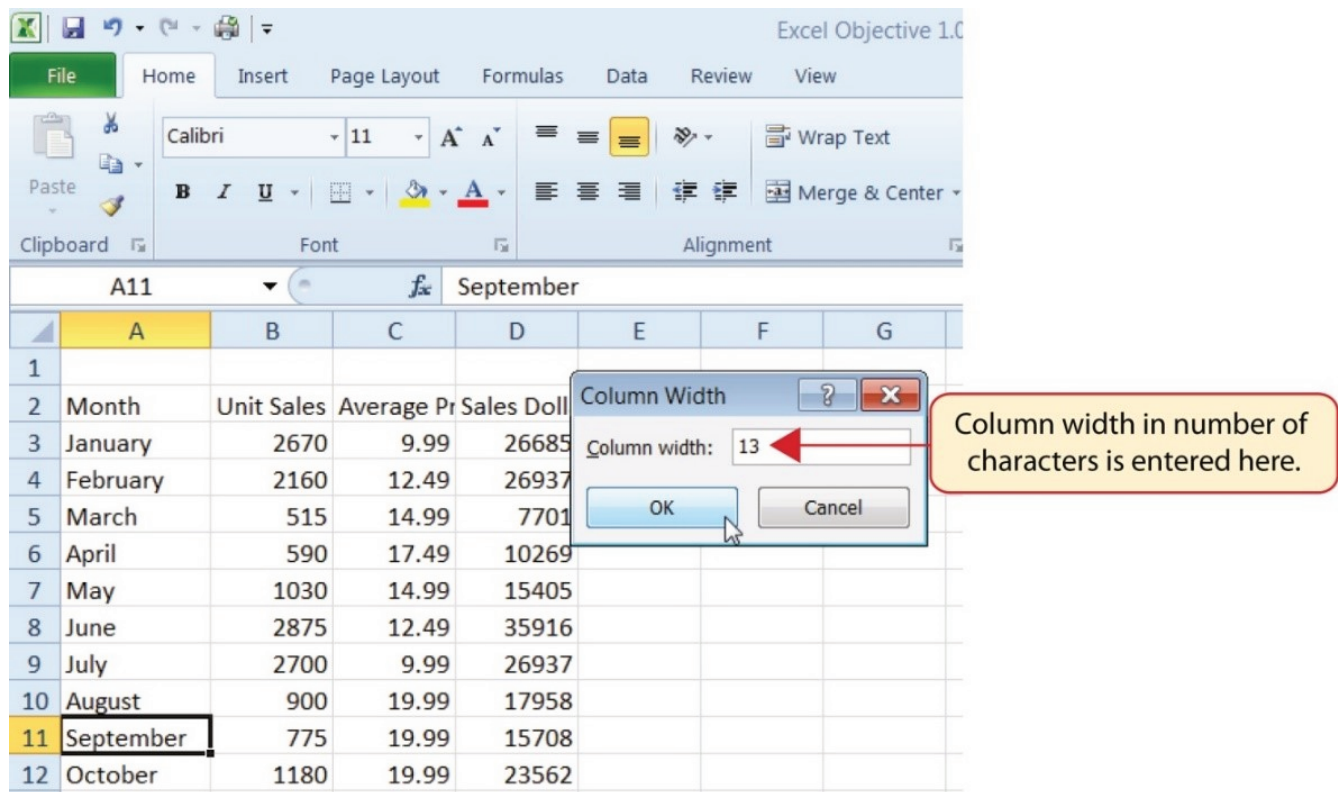 Excel Objective 1.0
File Home Insert Page Layout Formulas Data Review View
Calibri 11 A A Wrap Text
Paste B I U A Merge & Center
Clipboard Font Alignment
A11 fx September
A B C D E F G
1
2 Month Unit Sales Average Pr Sales Doll
3 January 2670 9.99 26685
4 February 2160 12.49 26937
5 March 515 14.99 7701
6 April 590 17.49 10269
7 May 1030 14.99 15405
8 June 2875 12.49 35916
9 July 2700 9.99 26937
10 August 900 19.99 17958
11 September 775 19.99 15708
12 October 1180 19.99 23562
Column Width ?
Column width: 13
OK Cancel
Column width in number of
characters is entered here.